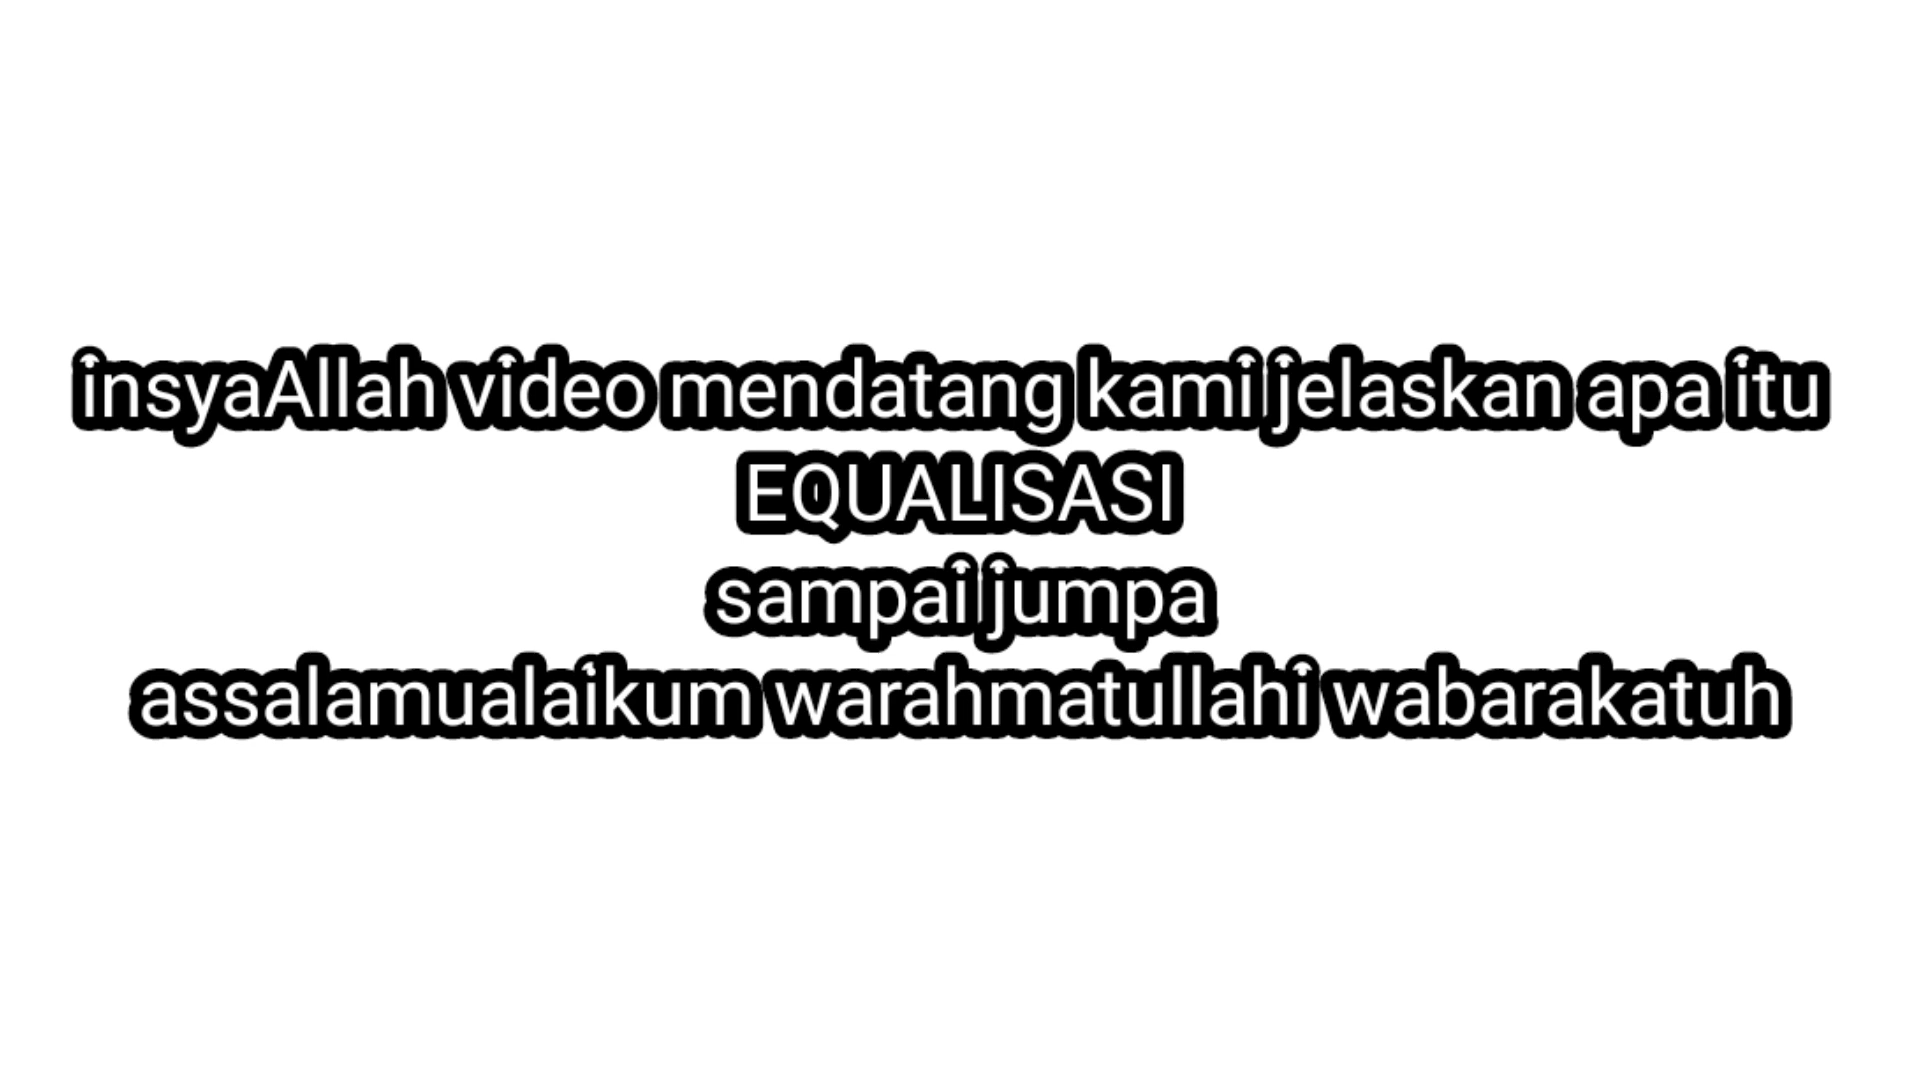 insyaAllah video mendatang kami jelaskan apa itu
EQUALISASI
sampai jumpa
assalamualaikum warahmatullahi wabarakatuh